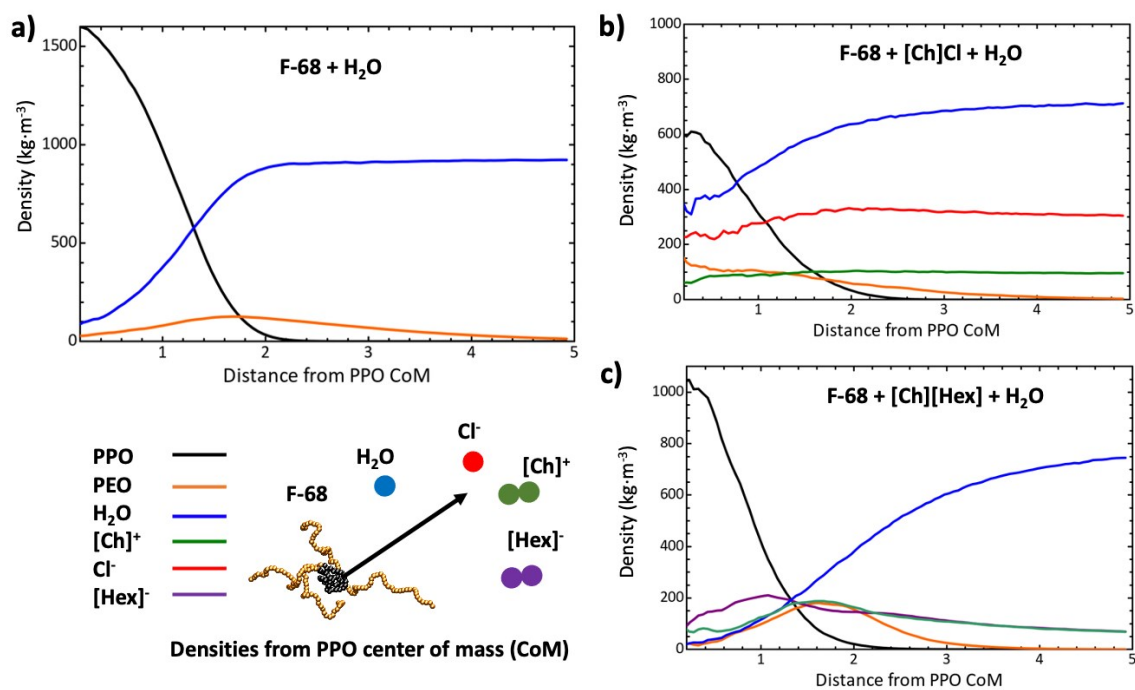 a)
F-68 + H₂O
Density (kg·m⁻³)
1500
1000
500
0
1 2 3 4 5
Distance from PPO CoM
b)
F-68 + [Ch]Cl + H₂O
Density (kg·m⁻³)
1000
800
600
400
200
0
1 2 3 4 5
Distance from PPO CoM
PPO
PEO
H₂O
[Ch]⁺
Cl⁻
[Hex]⁻
F-68
H₂O
Cl⁻
[Ch]⁺
[Hex]⁻
Densities from PPO center of mass (CoM)
c)
F-68 + [Ch][Hex] + H₂O
Density (kg·m⁻³)
1000
800
600
400
200
0
1 2 3 4 5
Distance from PPO CoM